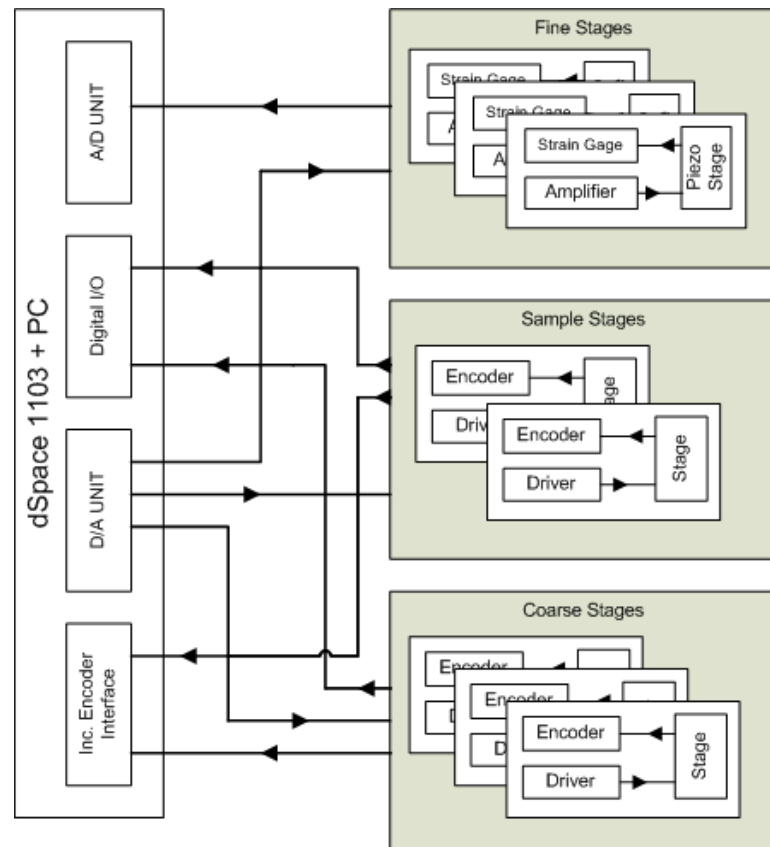 dSpace 1103 + PC
A/D UNIT
Digital I/O
D/A UNIT
Inc. Encoder
Interface
Fine Stages
Strain Gage
Strain Gage
Strain Gage
Amplifier
Piezo
Stage
Sample Stages
Encoder
Encoder
Driver
Stage
Coarse Stages
Encoder
Encoder
Encoder
Driver
Stage